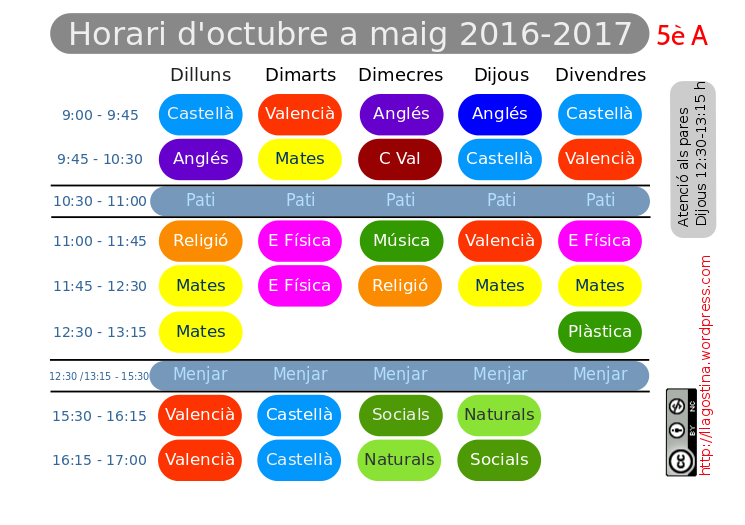 Horari d'octubre a maig 2016-2017 5è A
Dilluns Dimarts Dimecres Dijous Divendres
9:00 - 9:45 Castellà Valencià Anglés Anglés Castellà
9:45 - 10:30 Anglés Mates C Val Castellà Valencià
10:30 - 11:00 Pati Pati Pati Pati Pati
11:00 - 11:45 Religió E Física Música Valencià E Física
11:45 - 12:30 Mates E Física Religió Mates Mates
12:30 - 13:15 Mates Plàstica
12:30 /13:15 - 15:30 Menjar Menjar Menjar Menjar Menjar
15:30 - 16:15 Valencià Castellà Socials Naturals
16:15 - 17:00 Valencià Castellà Naturals Socials
Atenció als pares
Dijous 12:30-13:15 h
http://llagostina.wordpress.com
cc BY NC